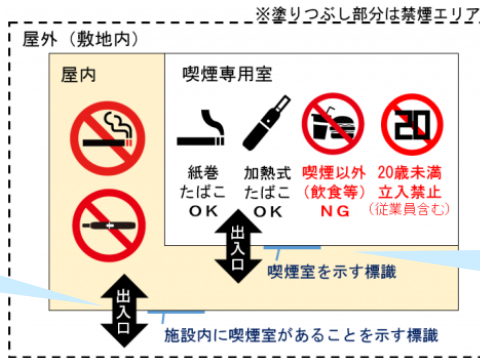 ※塗りつぶし部分は禁煙エリア
屋外（敷地内）
屋内
喫煙専用室
20
紙巻
たばこ
OK
加熱式
たばこ
OK
喫煙以外
（飲食等）
NG
20歳未満
立入禁止
（従業員含む）
出入口
喫煙室を示す標識
出入口
施設内に喫煙室があることを示す標識